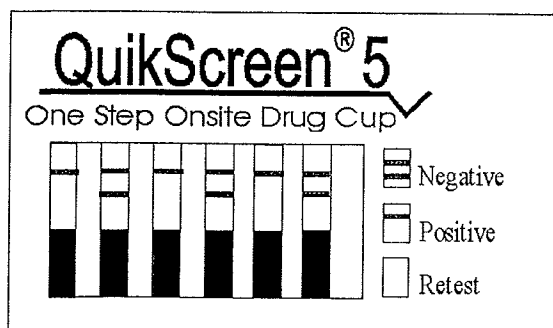 QuikScreen® 5
One Step Onsite Drug Cup
Negative
Positive
Retest